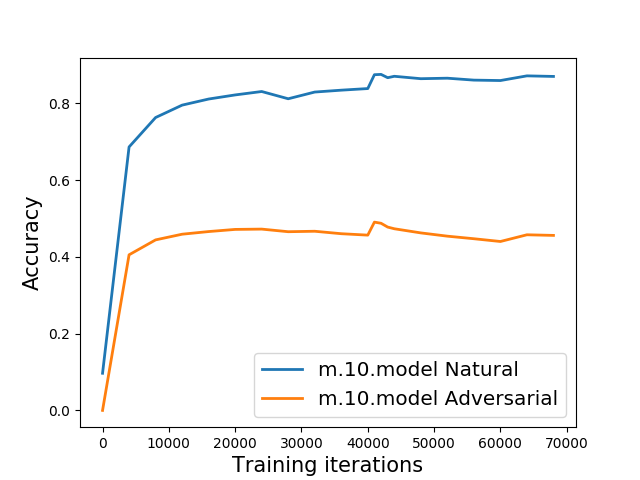 0.8
0.6
0.4
0.2
0.0
Accuracy
m.10.model Natural
m.10.model Adversarial
0 10000 20000 30000 40000 50000 60000 70000
Training iterations